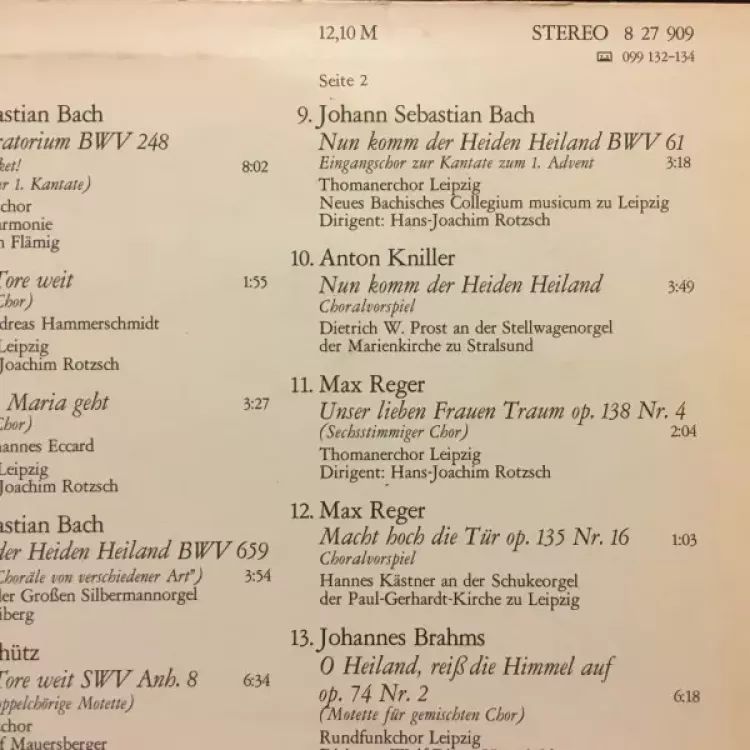 12,10 M
STEREO 8 27 909
099 132-134
astian Bach
ratorium BWV 248
ket!
8:02
r 1. Kantate)
chor
armonie
n Flämig
Tore weit
1:55
Chor)
dreas Hammerschmidt
Leipzig
Joachim Rotzsch
Maria geht
3:27
Chor)
hannes Eccard
Leipzig
Joachim Rotzsch
astian Bach
der Heiden Heiland BWV 659
Choräle von verschiedener Art")
3:54
der Großen Silbermannorgel
iberg
hütz
Tore weit SWV Anh. 8
6:34
oppelchörige Motette)
chor
f Mauersberger
Seite 2
9. Johann Sebastian Bach
Nun komm der Heiden Heiland BWV 61
Eingangschor zur Kantate zum 1. Advent
3:18
Thomanerchor Leipzig
Neues Bachisches Collegium musicum zu Leipzig
Dirigent: Hans-Joachim Rotzsch
10. Anton Kniller
Nun komm der Heiden Heiland
3:49
Choralvorspiel
Dietrich W. Prost an der Stellwagenorgel
der Marienkirche zu Stralsund
11. Max Reger
Unser lieben Frauen Traum op. 138 Nr. 4
(Sechsstimmiger Chor)
2:04
Thomanerchor Leipzig
Dirigent: Hans-Joachim Rotzsch
12. Max Reger
Macht hoch die Tür op. 135 Nr. 16
1:03
Choralvorspiel
Hannes Kästner an der Schukeorgel
der Paul-Gerhardt-Kirche zu Leipzig
13. Johannes Brahms
O Heiland, reiß die Himmel auf
op. 74 Nr. 2
6:18
(Motette für gemischten Chor)
Rundfunkchor Leipzig